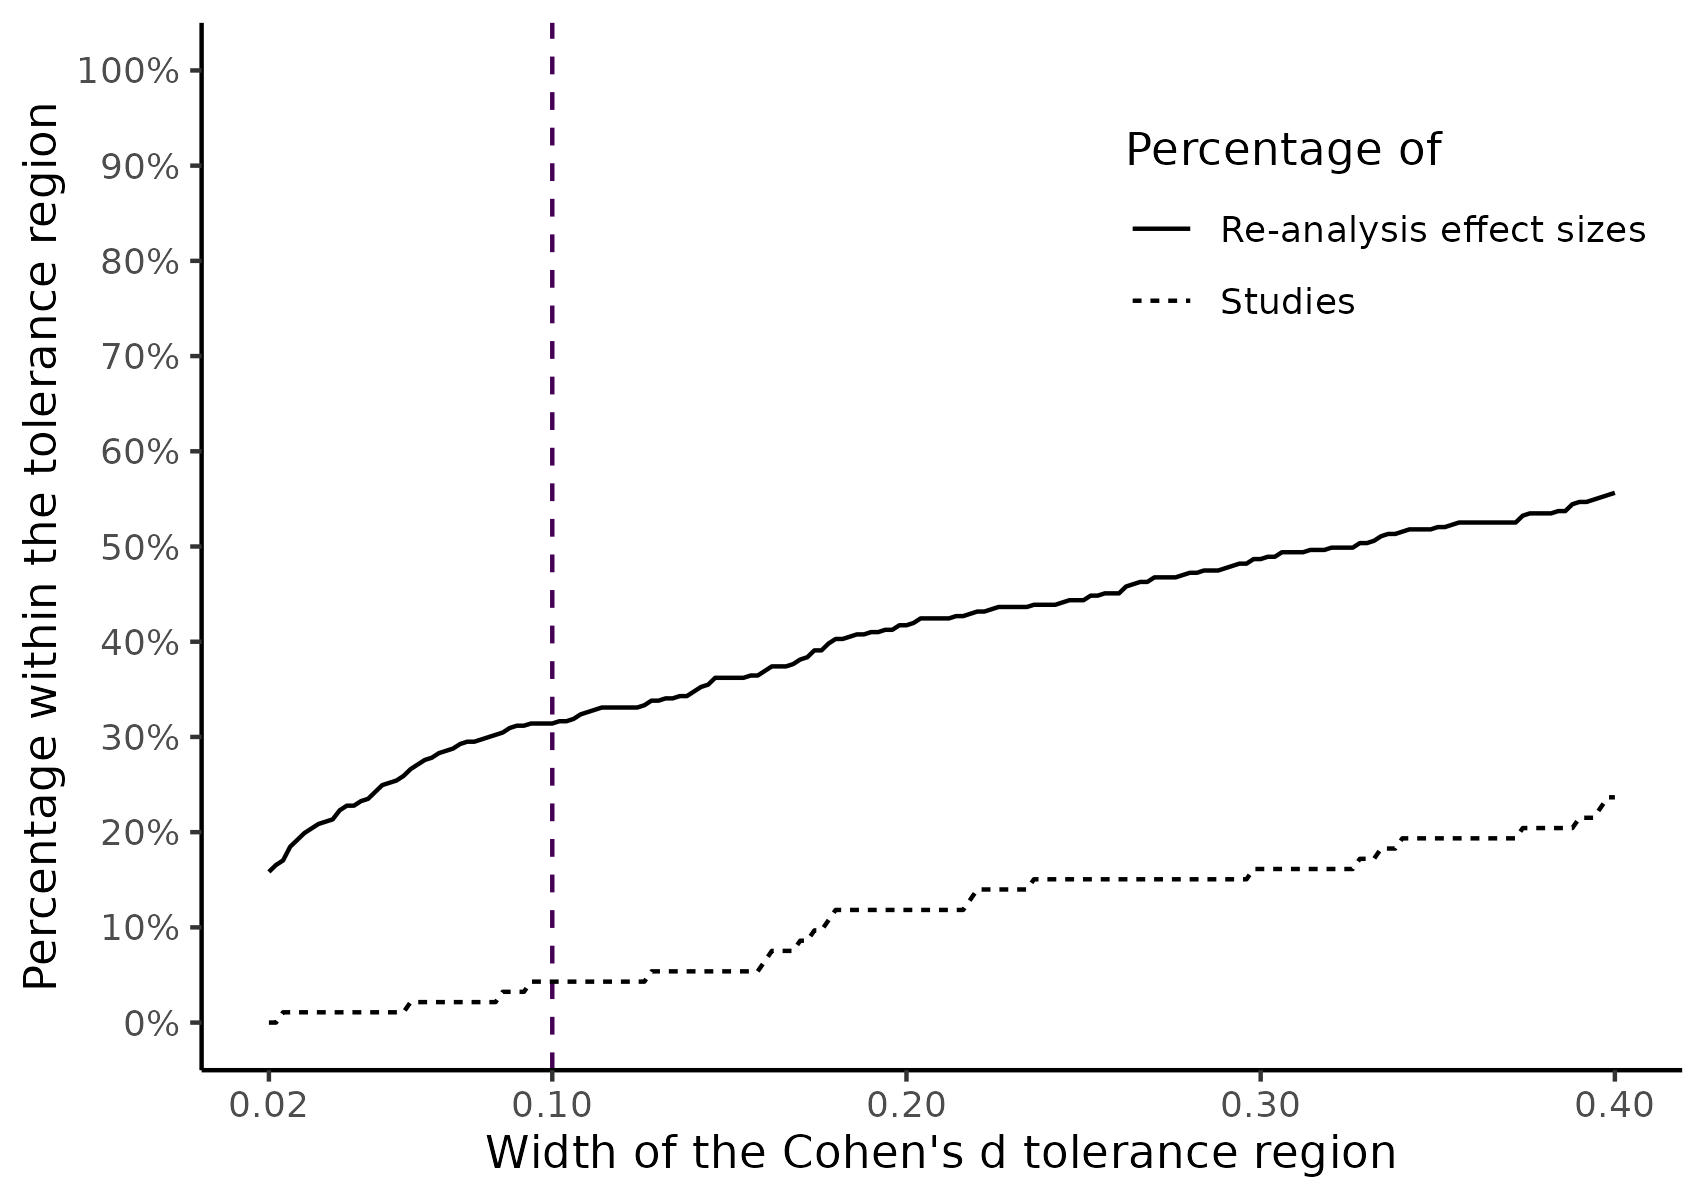 Percentage within the tolerance region
100%
90%
80%
70%
60%
50%
40%
30%
20%
10%
0%
Percentage of
Re-analysis effect sizes
Studies
0.02 0.10 0.20 0.30 0.40
Width of the Cohen's d tolerance region